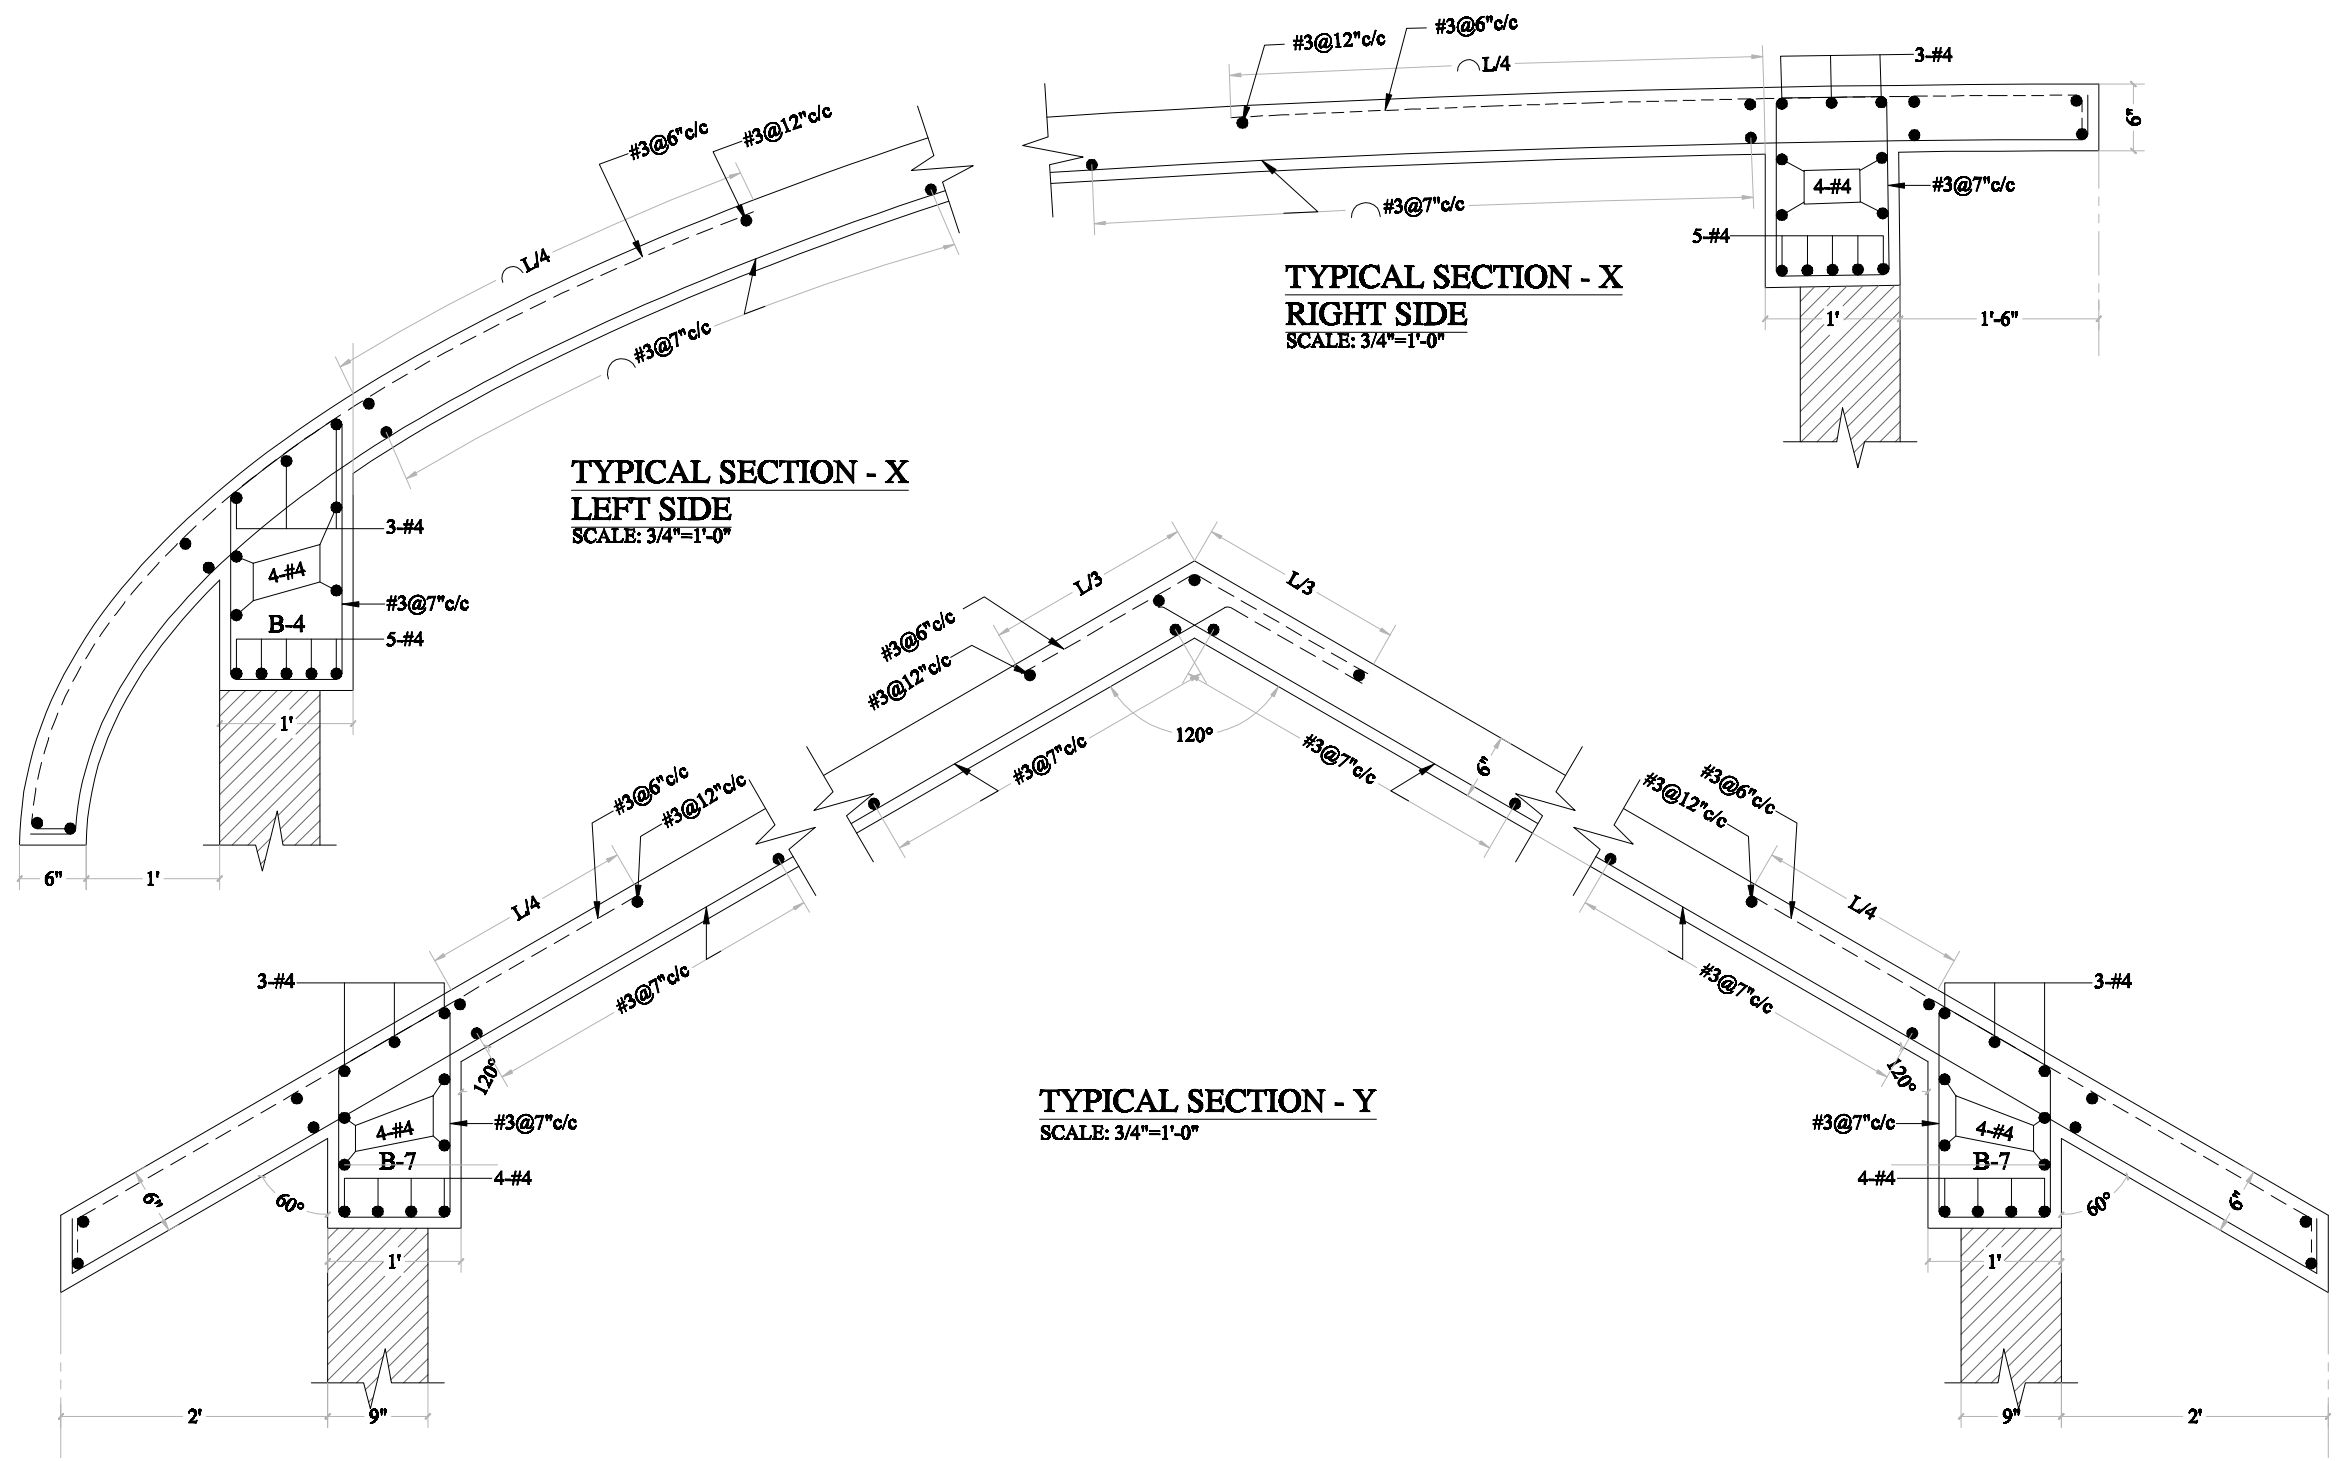 #3@12"c/c
#3@6"c/c
L/4
3-#4
6"
4-#4
#3@7"c/c
#3@7"c/c
5-#4
1'
1'-6"
TYPICAL SECTION - X
RIGHT SIDE
SCALE: 3/4"=1'-0"
#3@6"c/c
#3@12"c/c
L/4
#3@7"c/c
3-#4
4-#4
#3@7"c/c
B-4
5-#4
1'
6"
1'
TYPICAL SECTION - X
LEFT SIDE
SCALE: 3/4"=1'-0"
L/3
L/3
#3@6"c/c
#3@12"c/c
120°
#3@7"c/c
#3@7"c/c
6"
#3@6"c/c
#3@12"c/c
L/4
3-#4
#3@7"c/c
120°
4-#4
#3@7"c/c
B-7
4-#4
6"
60°
1'
2'
9"
#3@12"c/c
#3@6"c/c
L/4
3-#4
#3@7"c/c
120°
#3@7"c/c
4-#4
B-7
4-#4
60°
6"
1'
9"
2'
TYPICAL SECTION - Y
SCALE: 3/4"=1'-0"